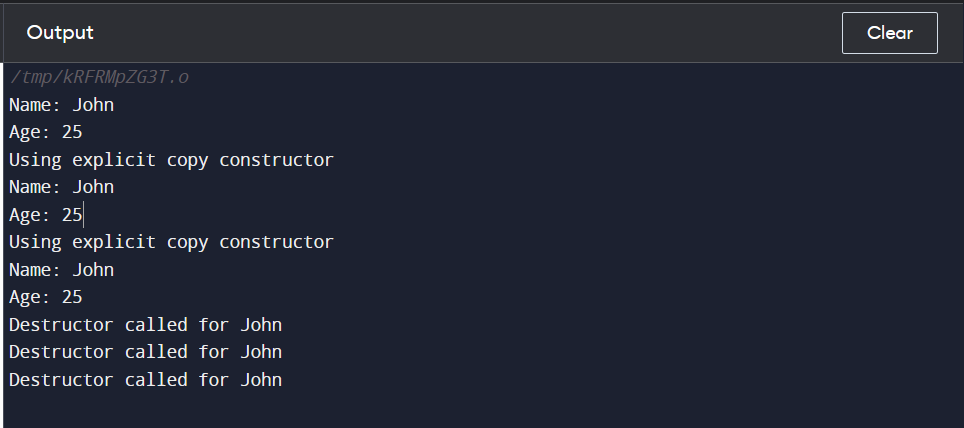 Output
Clear
/tmp/kRFRMpZG3T.o
Name: John
Age: 25
Using explicit copy constructor
Name: John
Age: 25
Using explicit copy constructor
Name: John
Age: 25
Destructor called for John
Destructor called for John
Destructor called for John